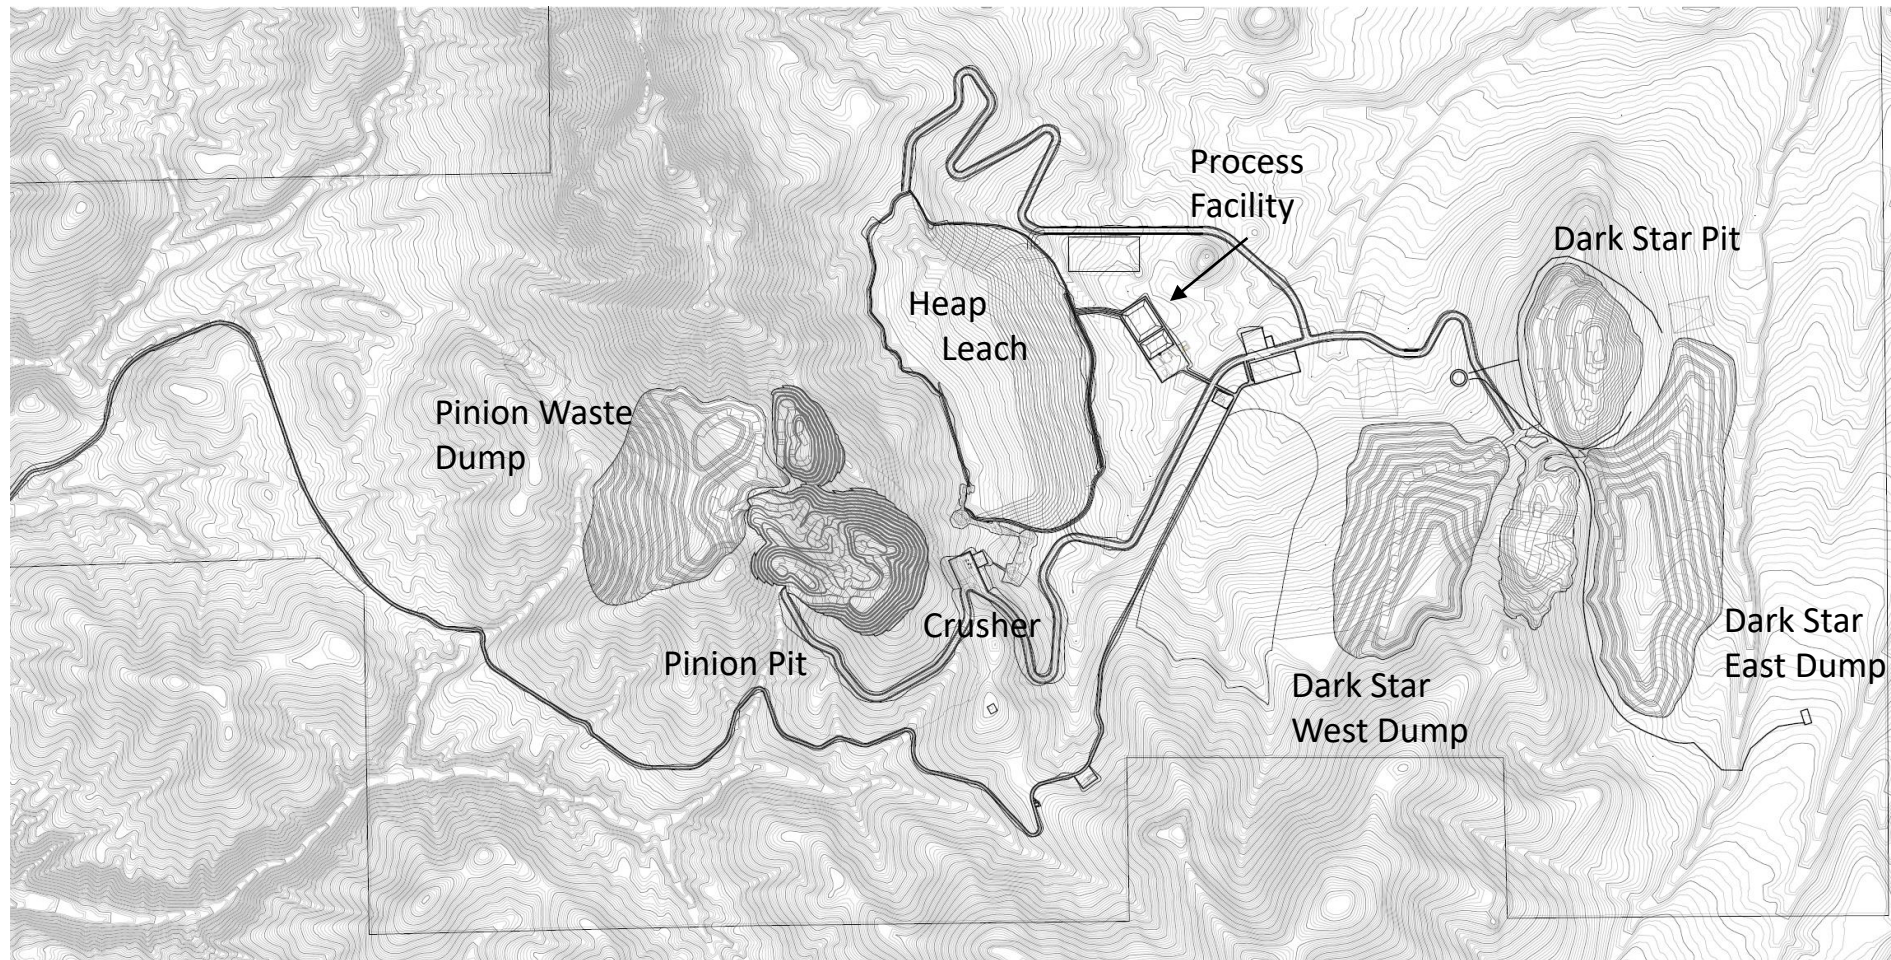 Process
Facility
Dark Star Pit
Heap
Leach
Pinion Waste
Dump
Crusher
Pinion Pit
Dark Star
East Dump
Dark Star
West Dump